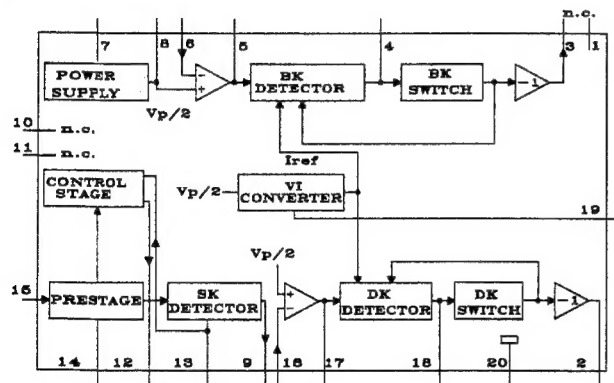 n.c.
7 8 6 5 4 3 1
POWER SUPPLY
- +
BK DETECTOR
BK SWITCH
-1
Vp/2
10 n.c.
11 n.c.
Iref
CONTROL STAGE
Vp/2
VI CONVERTER
19
Vp/2
15
PRESTAGE
SK DETECTOR
+ -
DK DETECTOR
DK SWITCH
-1
14 12 13 9 16 17 18 20 2